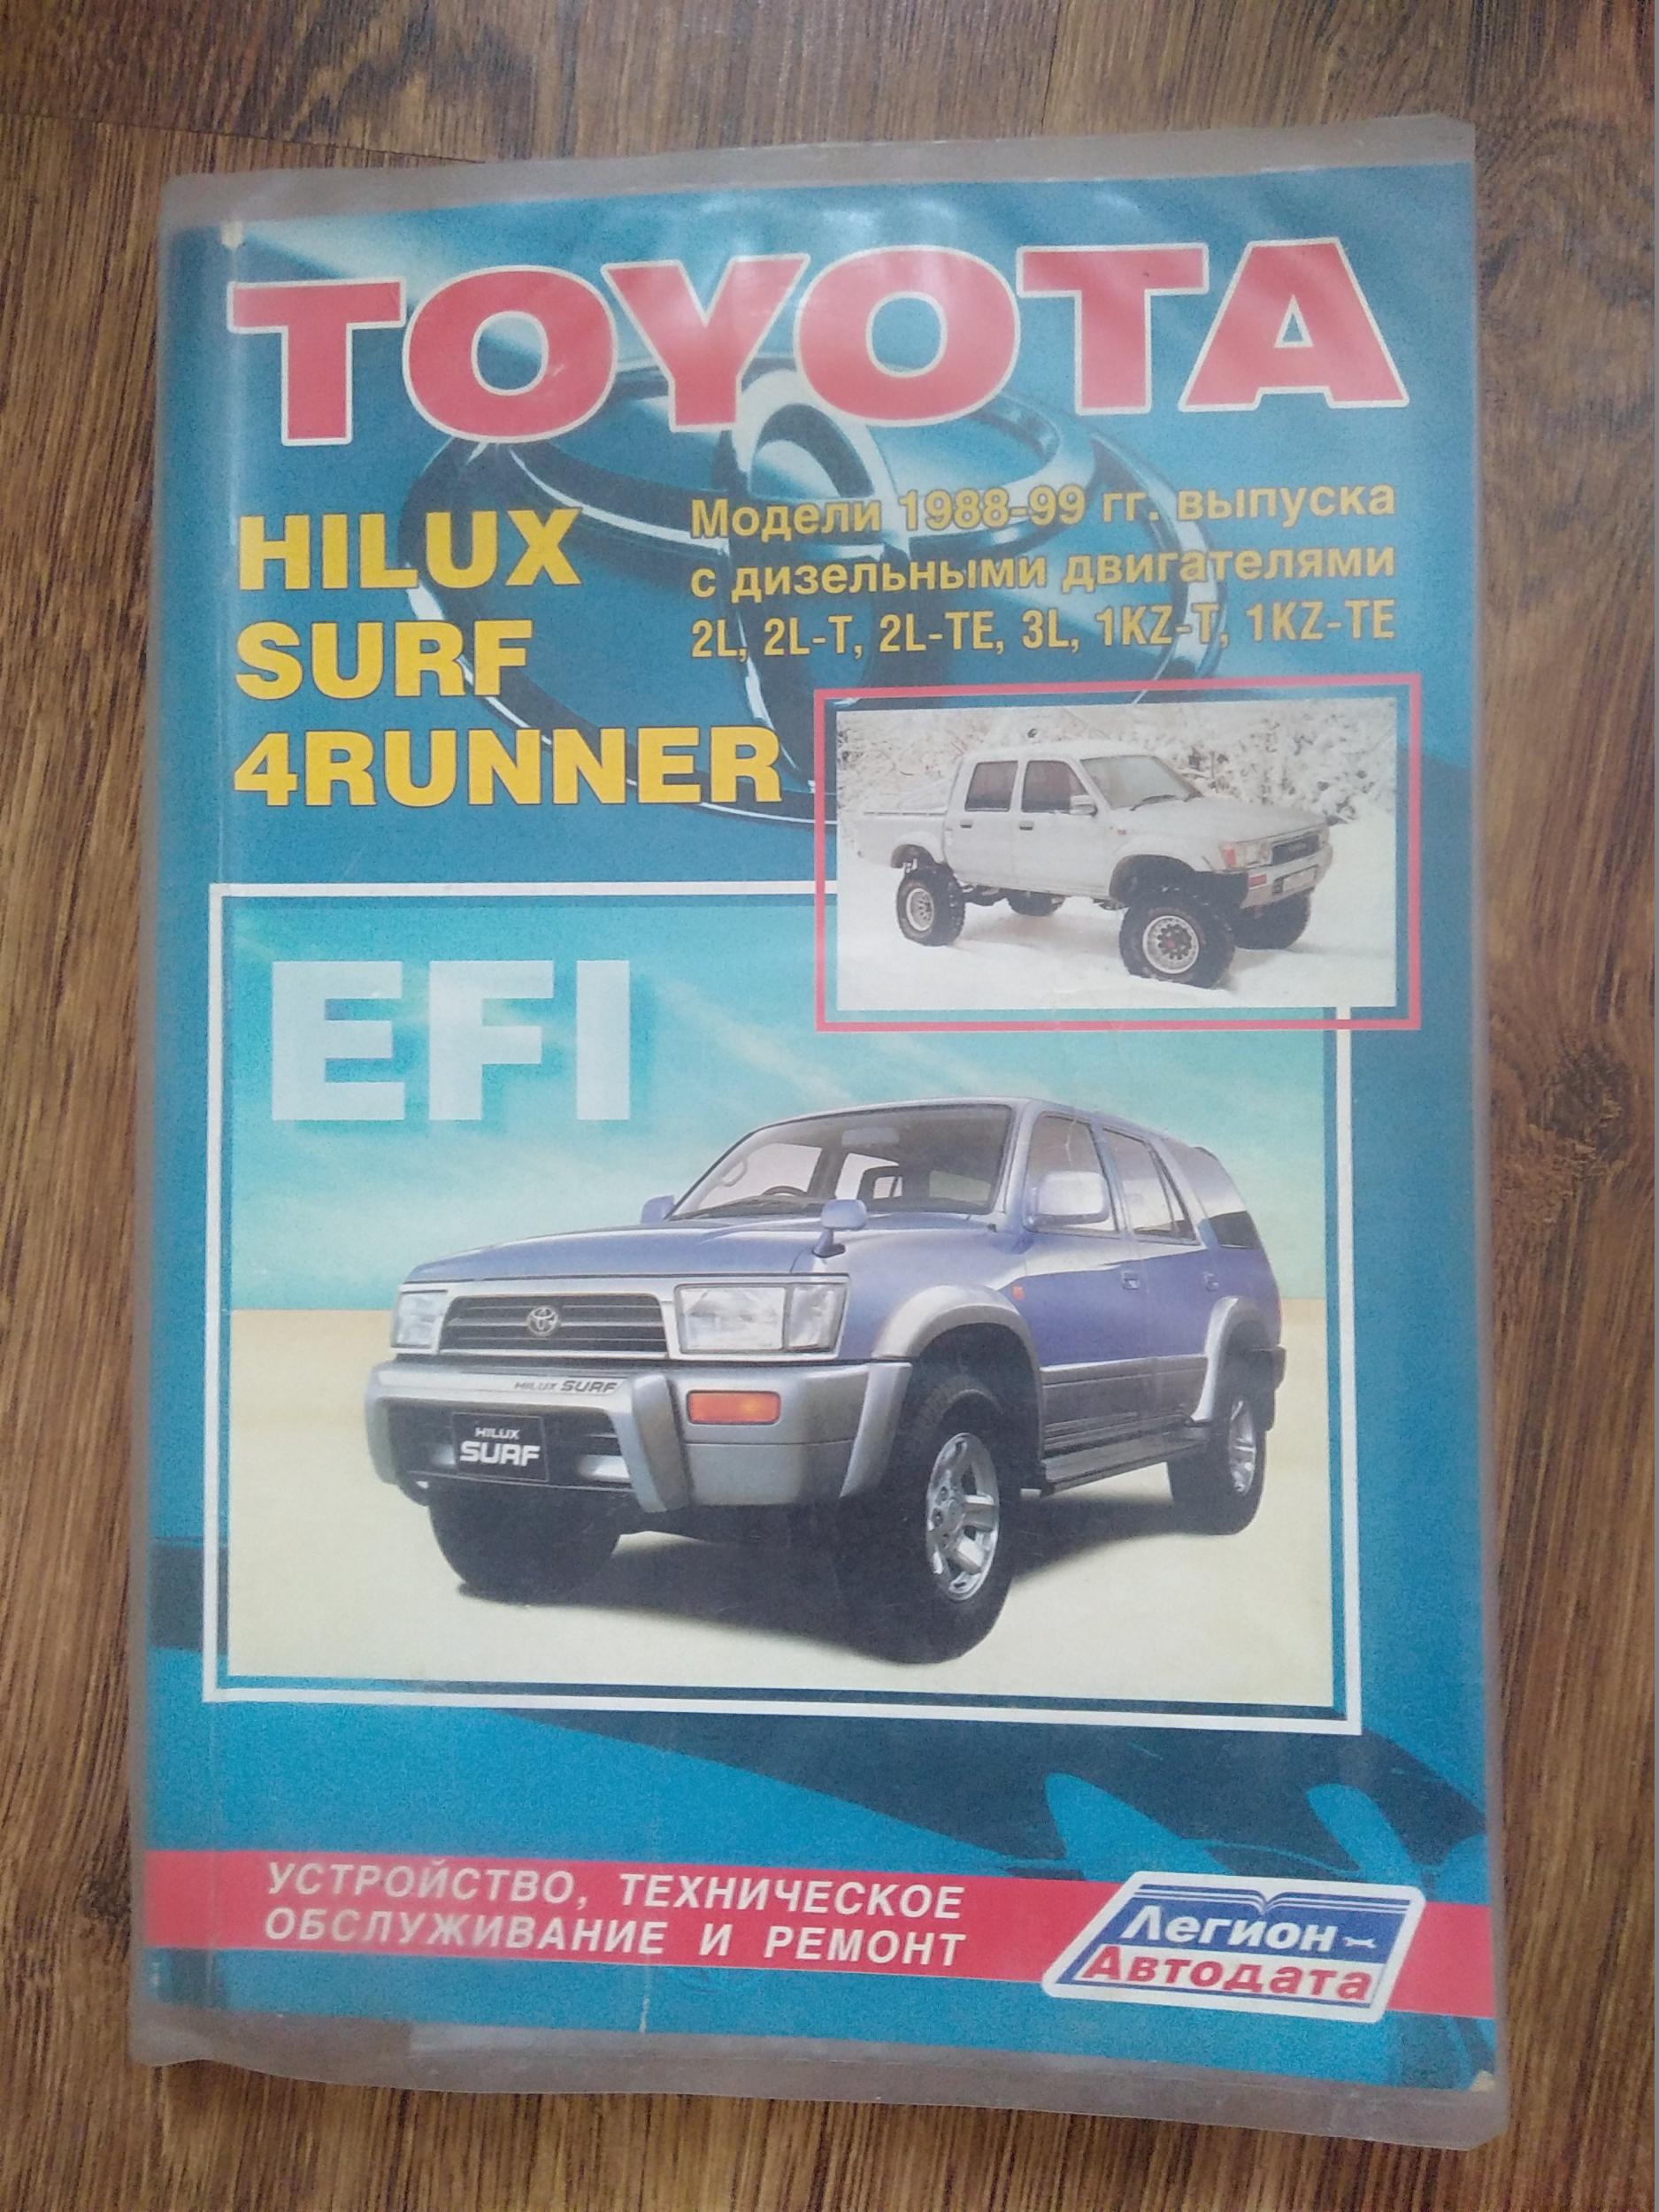 TOYOTA
HILUX
SURF
4RUNNER
Модели 1988-99 гг. выпуска
с дизельными двигателями
2L, 2L-T, 2L-TE, 3L, 1KZ-T, 1KZ-TE
EFI
HILUX SURF
HILUX
SURF
УСТРОЙСТВО, ТЕХНИЧЕСКОЕ
ОБСЛУЖИВАНИЕ И РЕМОНТ
Легион-
Автодата